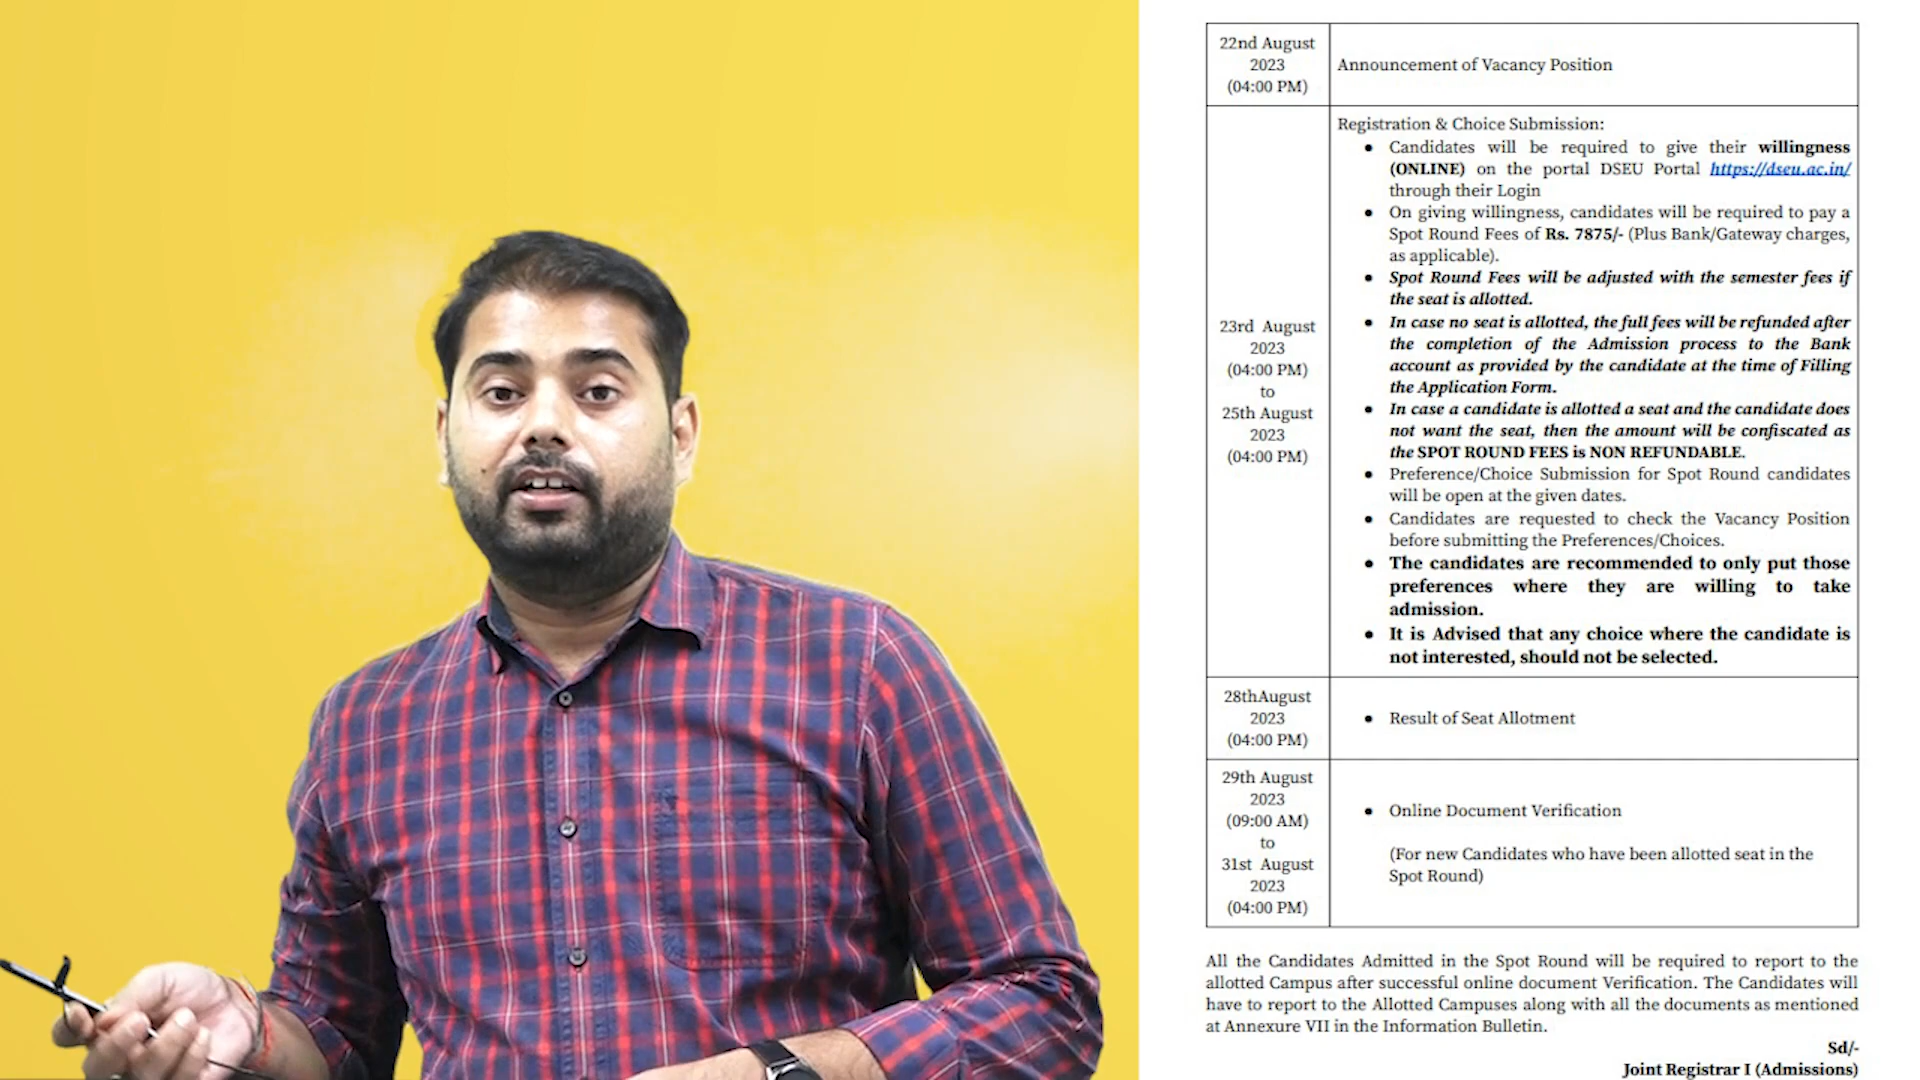 22nd August
2023
(04:00 PM)
Announcement of Vacancy Position
23rd August
2023
(04:00 PM)
to
25th August
2023
(04:00 PM)
Registration & Choice Submission:
● Candidates will be required to give their willingness
(ONLINE) on the portal DSEU Portal https://dseu.ac.in/
through their Login
● On giving willingness, candidates will be required to pay a
Spot Round Fees of Rs. 7875/- (Plus Bank/Gateway charges,
as applicable).
● Spot Round Fees will be adjusted with the semester fees if
the seat is allotted.
● In case no seat is allotted, the full fees will be refunded after
the completion of the Admission process to the Bank
account as provided by the candidate at the time of Filling
the Application Form.
● In case a candidate is allotted a seat and the candidate does
not want the seat, then the amount will be confiscated as
the SPOT ROUND FEES is NON REFUNDABLE.
● Preference/Choice Submission for Spot Round candidates
will be open at the given dates.
● Candidates are requested to check the Vacancy Position
before submitting the Preferences/Choices.
● The candidates are recommended to only put those
preferences where they are willing to take
admission.
● It is Advised that any choice where the candidate is
not interested, should not be selected.
28thAugust
2023
(04:00 PM)
● Result of Seat Allotment
29th August
2023
(09:00 AM)
to
31st August
2023
(04:00 PM)
● Online Document Verification
(For new Candidates who have been allotted seat in the
Spot Round)
All the Candidates Admitted in the Spot Round will be required to report to the
allotted Campus after successful online document Verification. The Candidates will
have to report to the Allotted Campuses along with all the documents as mentioned
at Annexure VII in the Information Bulletin.
Sd/-
Joint Registrar I (Admissions)